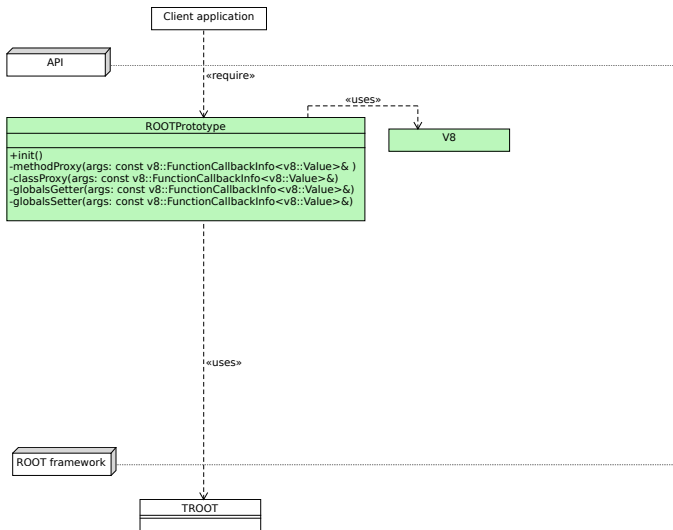 Client application
API
«require»
«uses»
ROOTPrototype
V8
+init()
-methodProxy(args: const v8::FunctionCallbackInfo<v8::Value>& )
-classProxy(args: const v8::FunctionCallbackInfo<v8::Value>&)
-globalsGetter(args: const v8::FunctionCallbackInfo<v8::Value>&)
-globalsSetter(args: const v8::FunctionCallbackInfo<v8::Value>&)
«uses»
ROOT framework
TROOT